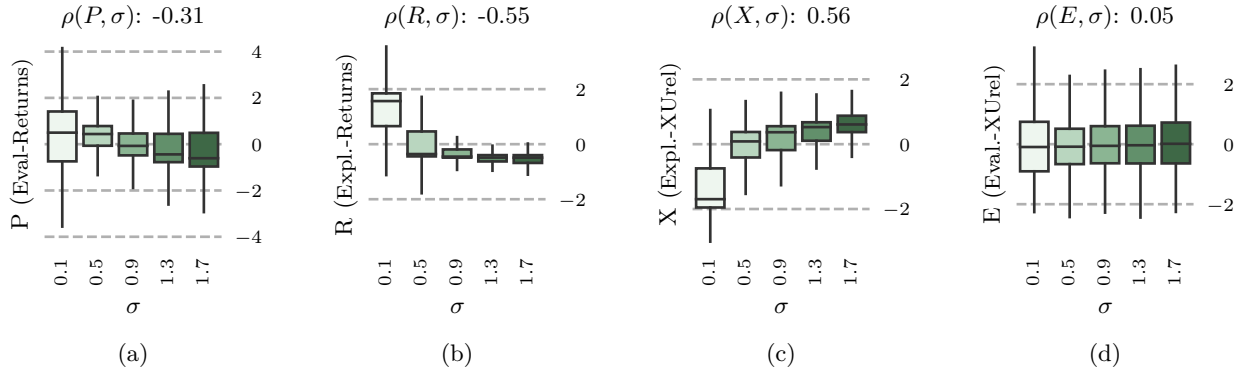 ρ(P, σ): -0.31
P (Eval-Returns)
4
2
0
−2
−4
0.1
0.5
0.9
1.3
1.7
σ
(a)
ρ(R, σ): -0.55
R (Expl.-Returns)
2
0
−2
0.1
0.5
0.9
1.3
1.7
σ
(b)
ρ(X, σ): 0.56
X (Expl.-XUrel)
2
0
−2
0.1
0.5
0.9
1.3
1.7
σ
(c)
ρ(E, σ): 0.05
E (Eval.-XUrel)
2
0
−2
0.1
0.5
0.9
1.3
1.7
σ
(d)